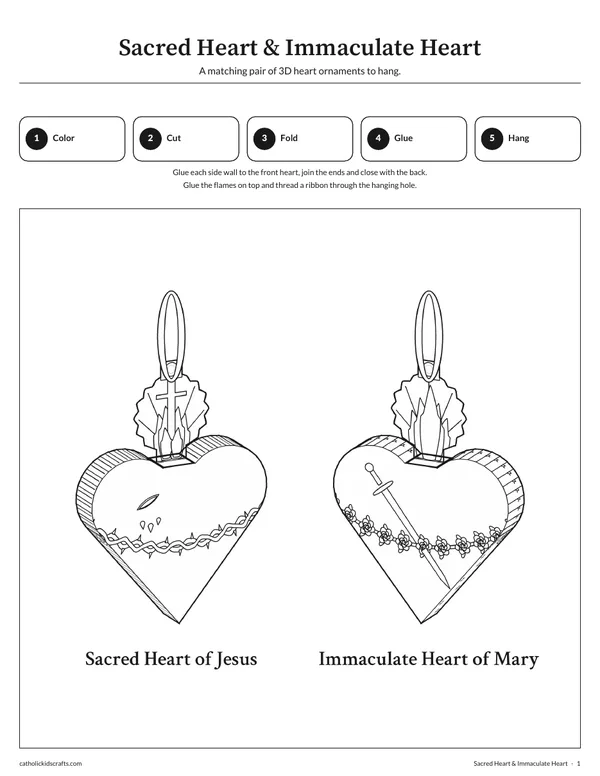 Sacred Heart & Immaculate Heart
A matching pair of 3D heart ornaments to hang.
1 Color
2 Cut
3 Fold
4 Glue
5 Hang
Glue each side wall to the front heart, join the ends and close with the back.
Glue the flames on top and thread a ribbon through the hanging hole.
Sacred Heart of Jesus
Immaculate Heart of Mary
catholickidscrafts.com
Sacred Heart & Immaculate Heart · 1